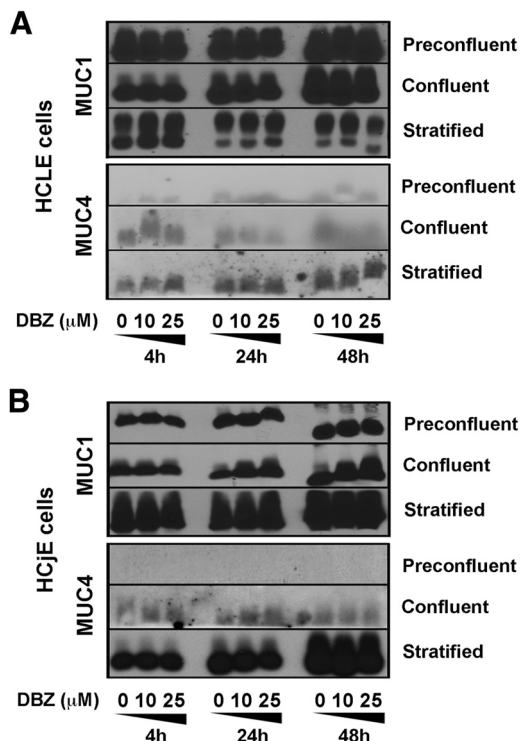 A
HCLE cells
MUC1
Preconfluent
Confluent
Stratified
MUC4
Preconfluent
Confluent
Stratified
DBZ (μM) 0 10 25 0 10 25 0 10 25
4h 24h 48h
B
HCjE cells
MUC1
Preconfluent
Confluent
Stratified
MUC4
Preconfluent
Confluent
Stratified
DBZ (μM) 0 10 25 0 10 25 0 10 25
4h 24h 48h